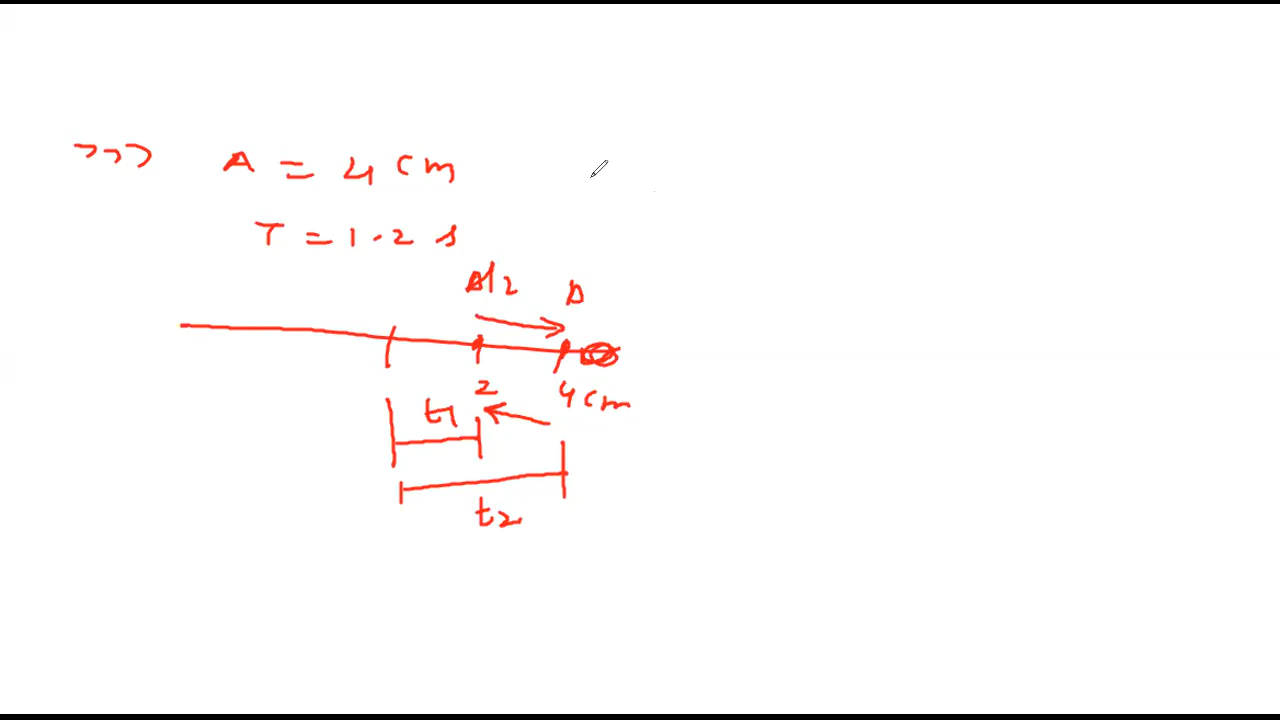 >>> A = 4 cm
T = 1.2 s
A/2 A
2 4 cm
t1
t2